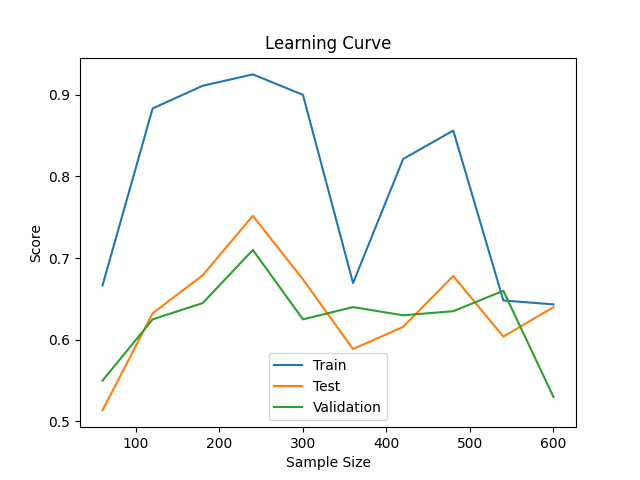 Learning Curve
0.9
0.8
0.7
0.6
0.5
Score
Train
Test
Validation
100 200 300 400 500 600
Sample Size